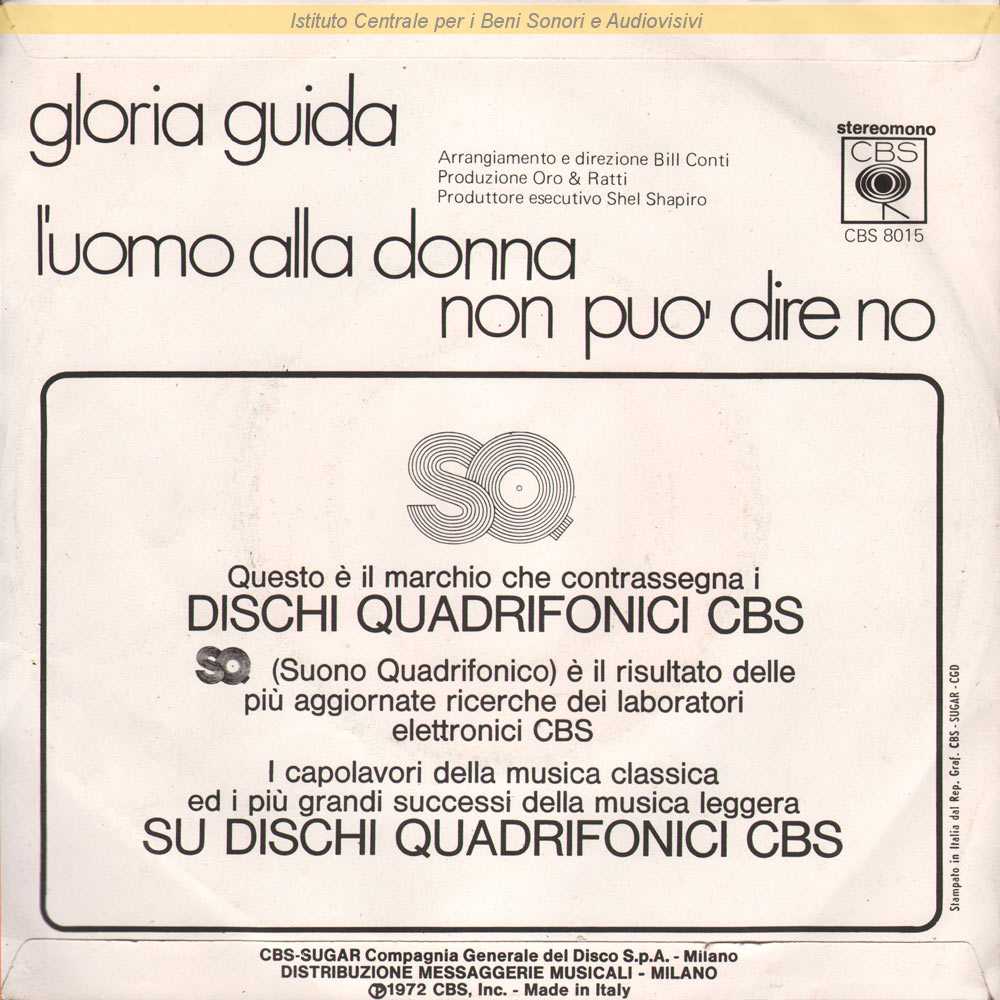 Istituto Centrale per i Beni Sonori e Audiovisivi
gloria guida
Arrangiamento e direzione Bill Conti
Produzione Oro & Ratti
Produttore esecutivo Shel Shapiro
stereomono
CBS
CBS 8015
l'uomo alla donna
non puo' dire no
SQ
Questo è il marchio che contrassegna i
DISCHI QUADRIFONICI CBS
SQ (Suono Quadrifonico) è il risultato delle
più aggiornate ricerche dei laboratori
elettronici CBS
I capolavori della musica classica
ed i più grandi successi della musica leggera
SU DISCHI QUADRIFONICI CBS
Stampato in Italia dal Rep. Graf. CBS - SUGAR - CGD
CBS-SUGAR Compagnia Generale del Disco S.p.A. - Milano
DISTRIBUZIONE MESSAGGERIE MUSICALI - MILANO
℗1972 CBS, Inc. - Made in Italy